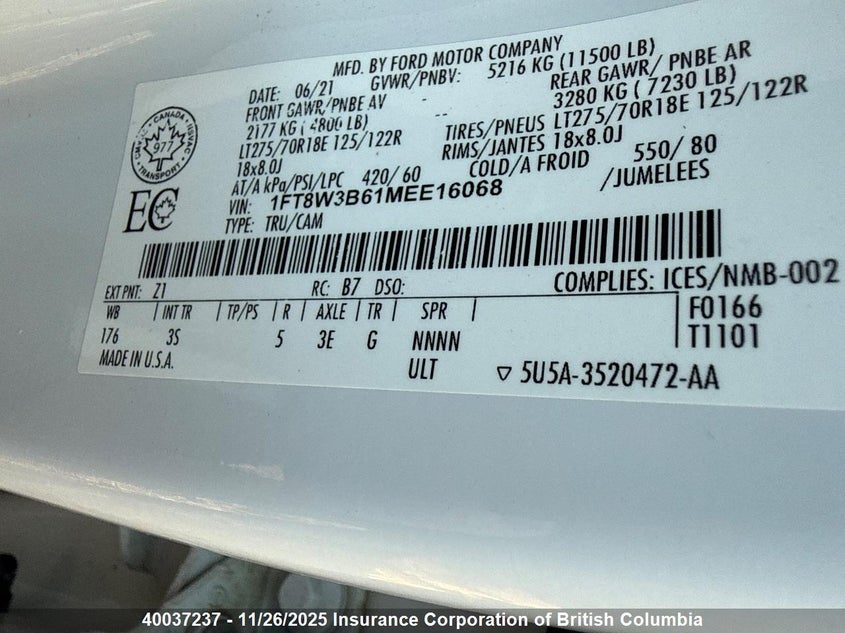 MFD. BY FORD MOTOR COMPANY
DATE: 06/21 GVWR/PNBV: 5216 KG (11500 LB)
FRONT GAWR/PNBE AV -- REAR GAWR/ PNBE AR
2177 KG ( 4800 LB) - 3280 KG ( 7230 LB)
LT275/70R18E 125/122R TIRES/PNEUS LT275/70R18E 125/122R
18x8.0J RIMS/JANTES 18x8.0J
AT/A kPa/PSI/LPC 420/ 60 COLD/A FROID 550/ 80
VIN: 1FT8W3B61MEE16068 /JUMELEES
TYPE: TRU/CAM
CANADA
977
TRANSPORT
EC
EXT PNT: Z1 RC: B7 DSO: COMPLIES: ICES/NMB-002
WB | INT TR | TP/PS | R | AXLE | TR | SPR | F0166
176 3S 5 3E G NNNN T1101
MADE IN U.S.A. ULT ▽ 5U5A-3520472-AA
40037237 - 11/26/2025 Insurance Corporation of British Columbia